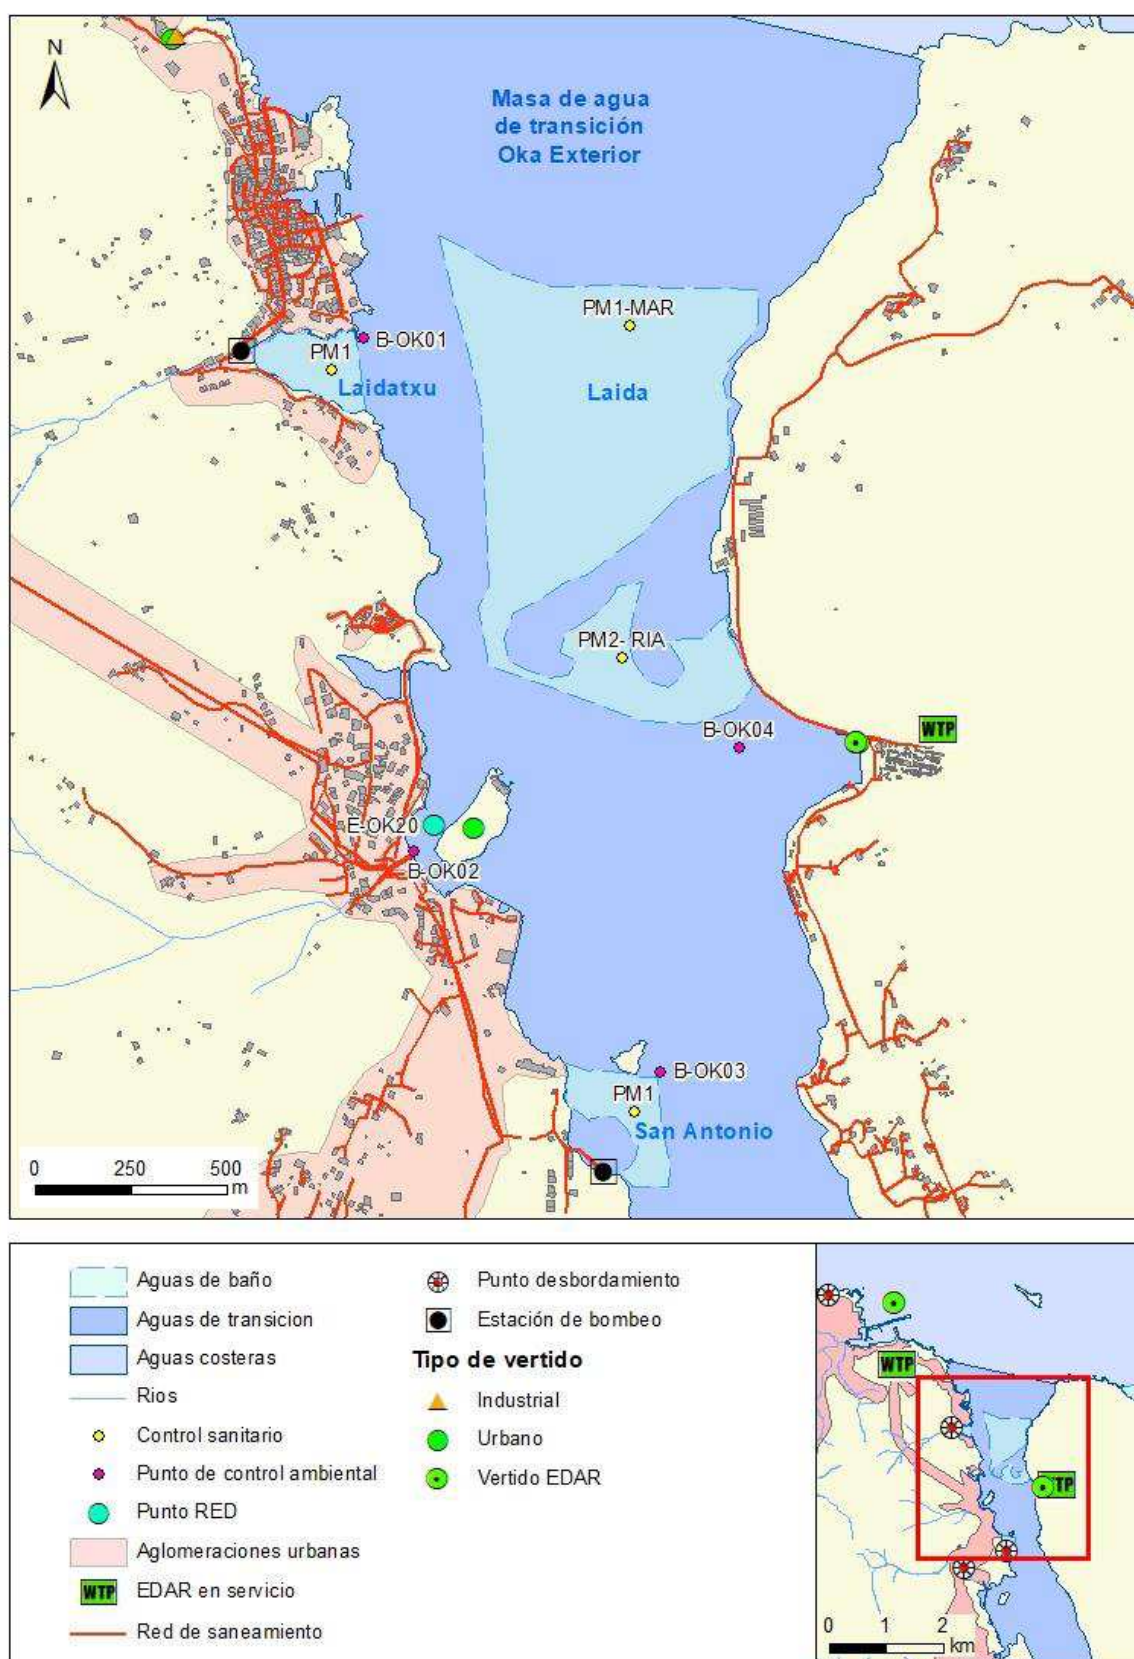 N
Masa de agua
de transición
Oka Exterior
PM1-MAR
B-OK01
PM1
Laidatxu
Laida
PM2- RIA
B-OK04
WTP
E-OK20
B-OK02
B-OK03
PM1
San Antonio
0 250 500
m
Aguas de baño
Aguas de transicion
Aguas costeras
Rios
Control sanitario
Punto de control ambiental
Punto RED
Aglomeraciones urbanas
WTP EDAR en servicio
Red de saneamiento
Punto desbordamiento
Estación de bombeo
Tipo de vertido
Industrial
Urbano
Vertido EDAR
WTP
TP
0 1 2
km